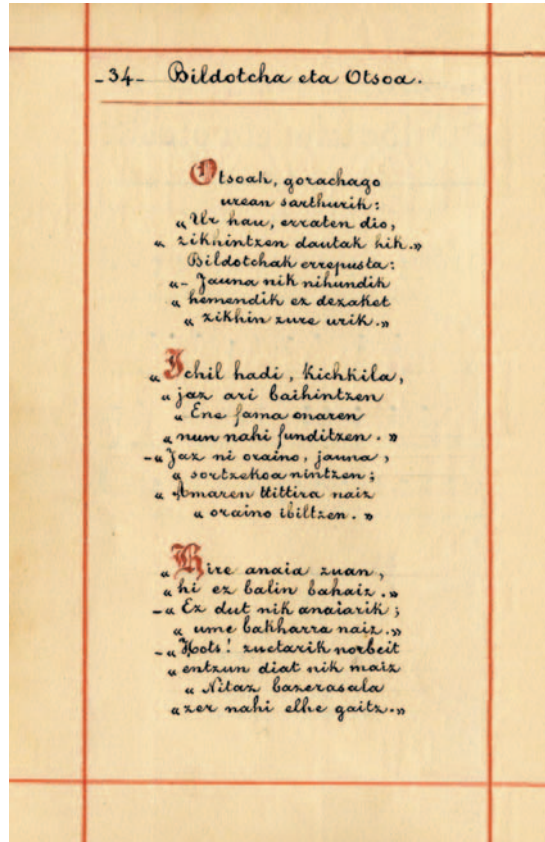 -34- Bildotcha eta Otsoa.
Otsoak, gorachago
urean sarthurik:
« Ur hau, erraten dio,
« zikhintzen dautak hik.»
Bildotchak errepusta:
«- Jauna nik nihundik
« hemendik ez dezaket
« zikhin zure urik.»
« Ichil hadi, kichkila,
« jaz ari baihintzen
« Ene fama onaren
« nun nahi funditzen. »
-« Jaz ni oraino, jauna,
« sortzekoa nintzen;
« Amaren ttittira naiz
« oraino ibiltzen. »
« Hire anaia zuan,
« hi ez balin bahaiz.»
-« Ez dut nik anaiarik;
« ume bakharra naiz.»
-« Hots! zuetarik norbeit
« entzun diat nik maiz
« Nitaz bazerasala
« zer nahi elhe gaitz.»